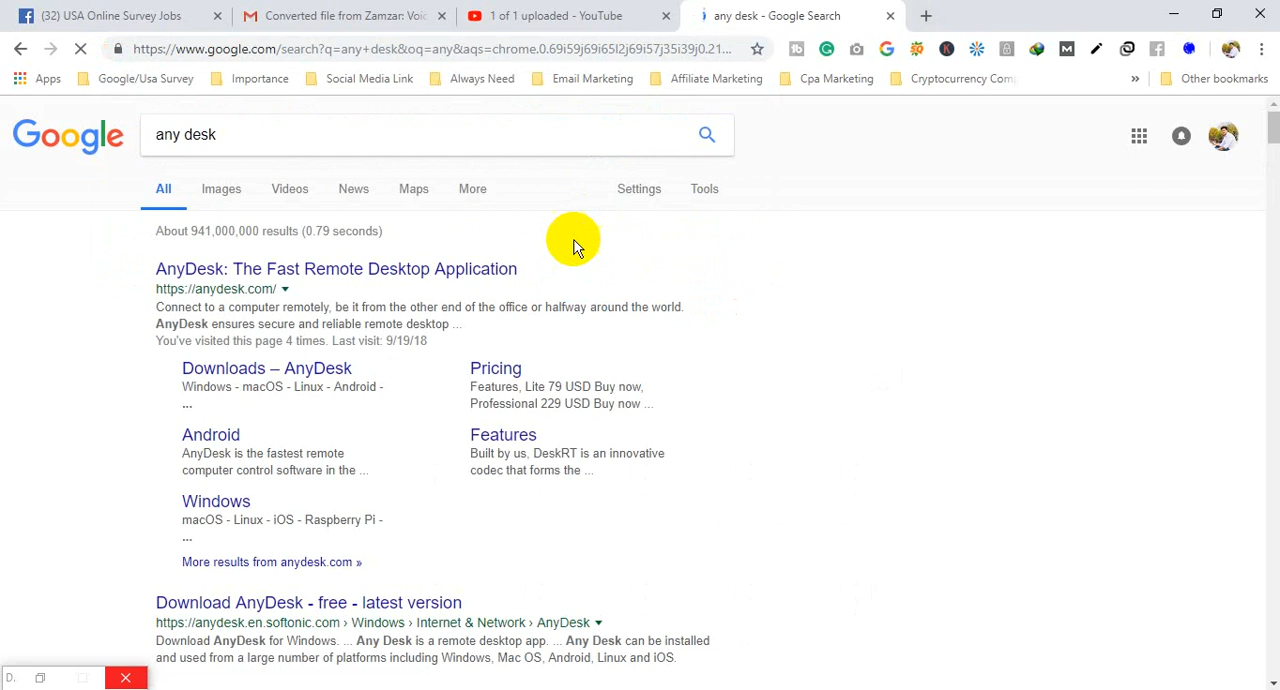 (32) USA Online Survey Jobs
Converted file from Zamzar: Voic
1 of 1 uploaded - YouTube
any desk - Google Search
https://www.google.com/search?q=any+desk&oq=any&aqs=chrome.0.69i59j69i65l2j69i57j35i39j0.21...
Apps
Google/Usa Survey
Importance
Social Media Link
Always Need
Email Marketing
Affiliate Marketing
Cpa Marketing
Cryptocurrency Com
»
Other bookmarks
Google
any desk
All
Images
Videos
News
Maps
More
Settings
Tools
About 941,000,000 results (0.79 seconds)
AnyDesk: The Fast Remote Desktop Application
https://anydesk.com/
Connect to a computer remotely, be it from the other end of the office or halfway around the world.
AnyDesk ensures secure and reliable remote desktop ...
You've visited this page 4 times. Last visit: 9/19/18
Downloads – AnyDesk
Windows - macOS - Linux - Android -
...
Pricing
Features, Lite 79 USD Buy now,
Professional 229 USD Buy now ...
Android
AnyDesk is the fastest remote
computer control software in the ...
Features
Built by us, DeskRT is an innovative
codec that forms the ...
Windows
macOS - Linux - iOS - Raspberry Pi -
...
More results from anydesk.com »
Download AnyDesk - free - latest version
https://anydesk.en.softonic.com › Windows › Internet & Network › AnyDesk
Download AnyDesk for Windows. ... Any Desk is a remote desktop app. ... Any Desk can be installed
and used from a large number of platforms including Windows, Mac OS, Android, Linux and iOS.
D.